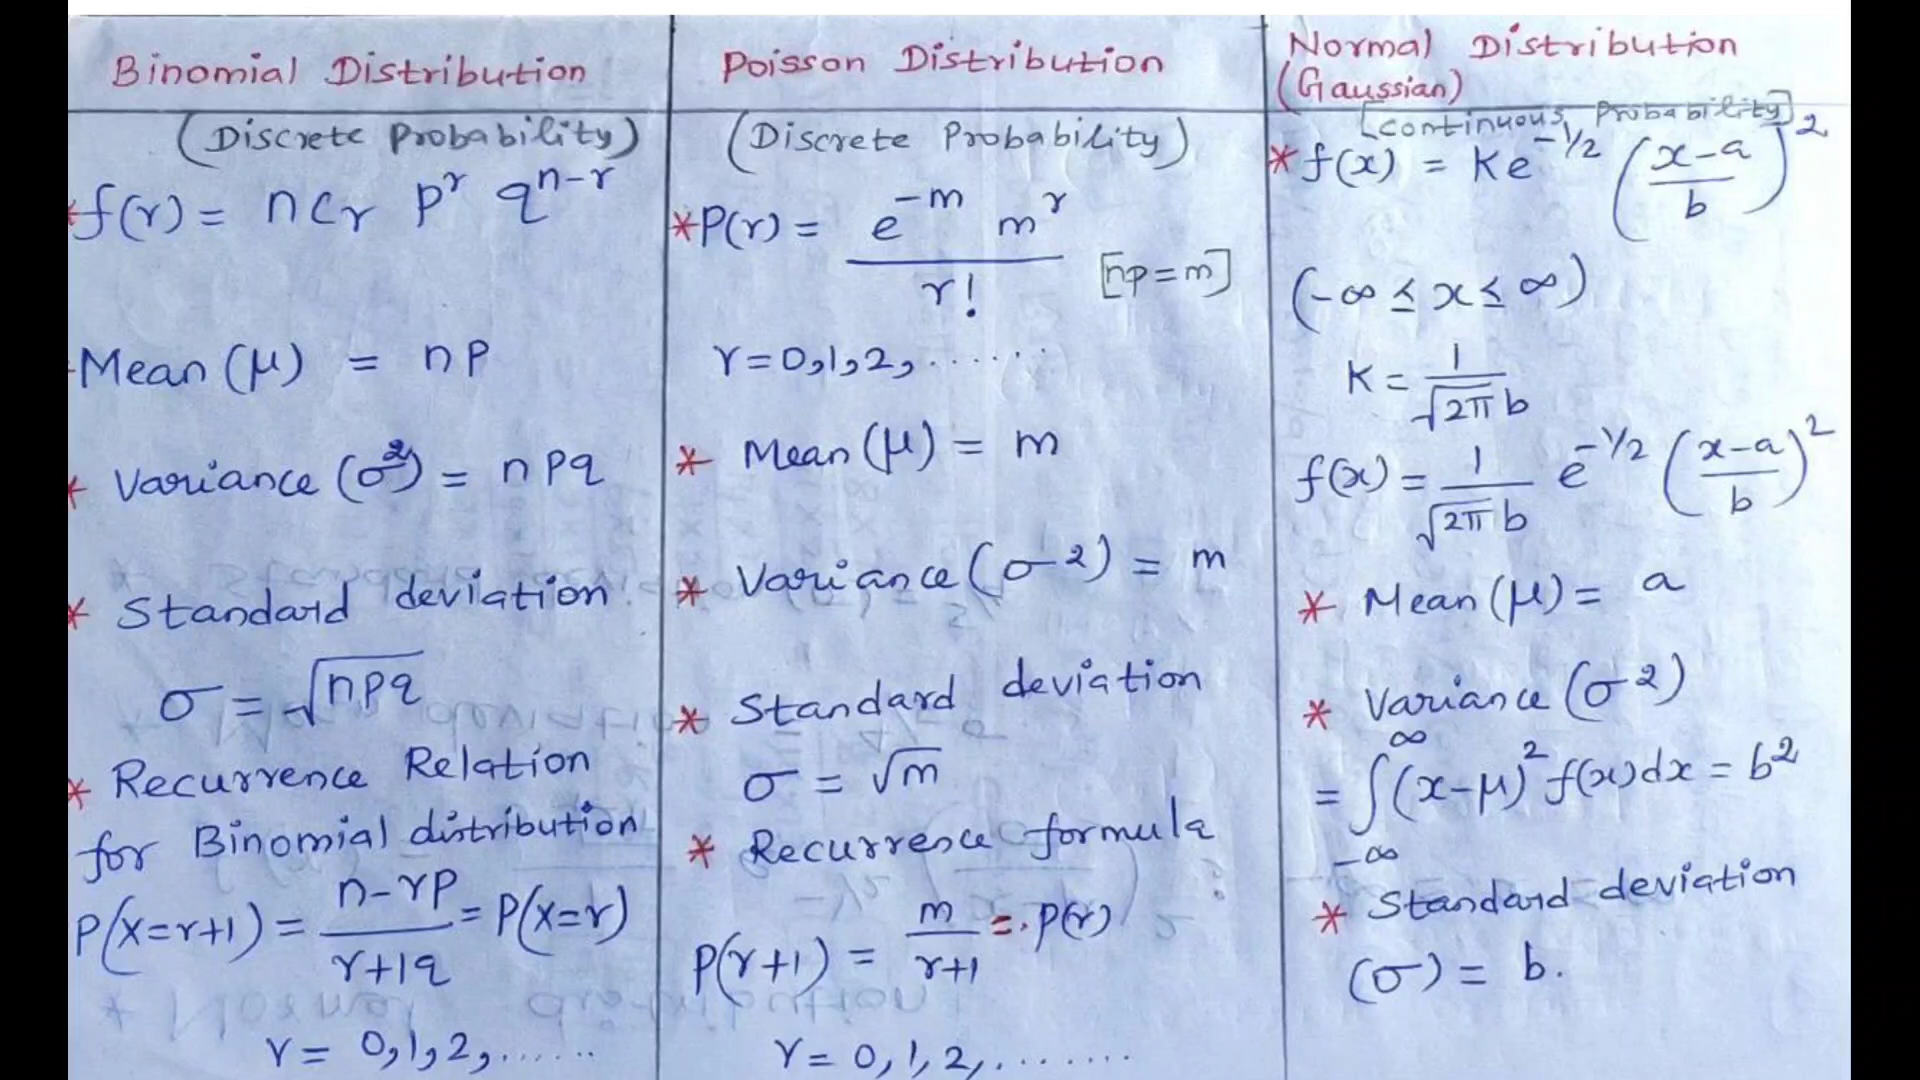 Binomial Distribution
(Discrete Probability)
*f(r) = nCr p^r q^n-r
Mean (μ) = np
* Variance (σ²) = npq
* Standard deviation
σ = √npq
* Recurrence Relation
for Binomial distribution
P(X=r+1) = n-rp / r+1q = P(X=r)
r = 0,1,2,......
Poisson Distribution
(Discrete Probability)
*P(r) = e^-m m^r / r! [np=m]
r=0,1,2,......
* Mean (μ) = m
* Variance (σ²) = m
* Standard deviation
σ = √m
* Recurrence formula
P(r+1) = m / r+1 =. P(r)
r = 0,1,2,.......
Normal Distribution
(Gaussian)
[continuous Probability]
*f(x) = Ke^-1/2 (x-a / b)²
(-∞ ≤ x ≤ ∞)
K = 1 / √2π b
f(x) = 1 / √2π b e^-1/2 (x-a / b)²
* Mean (μ) = a
* Variance (σ²)
= ∫_-∞^∞ (x-μ)² f(x)dx = b²
* Standard deviation
(σ) = b.